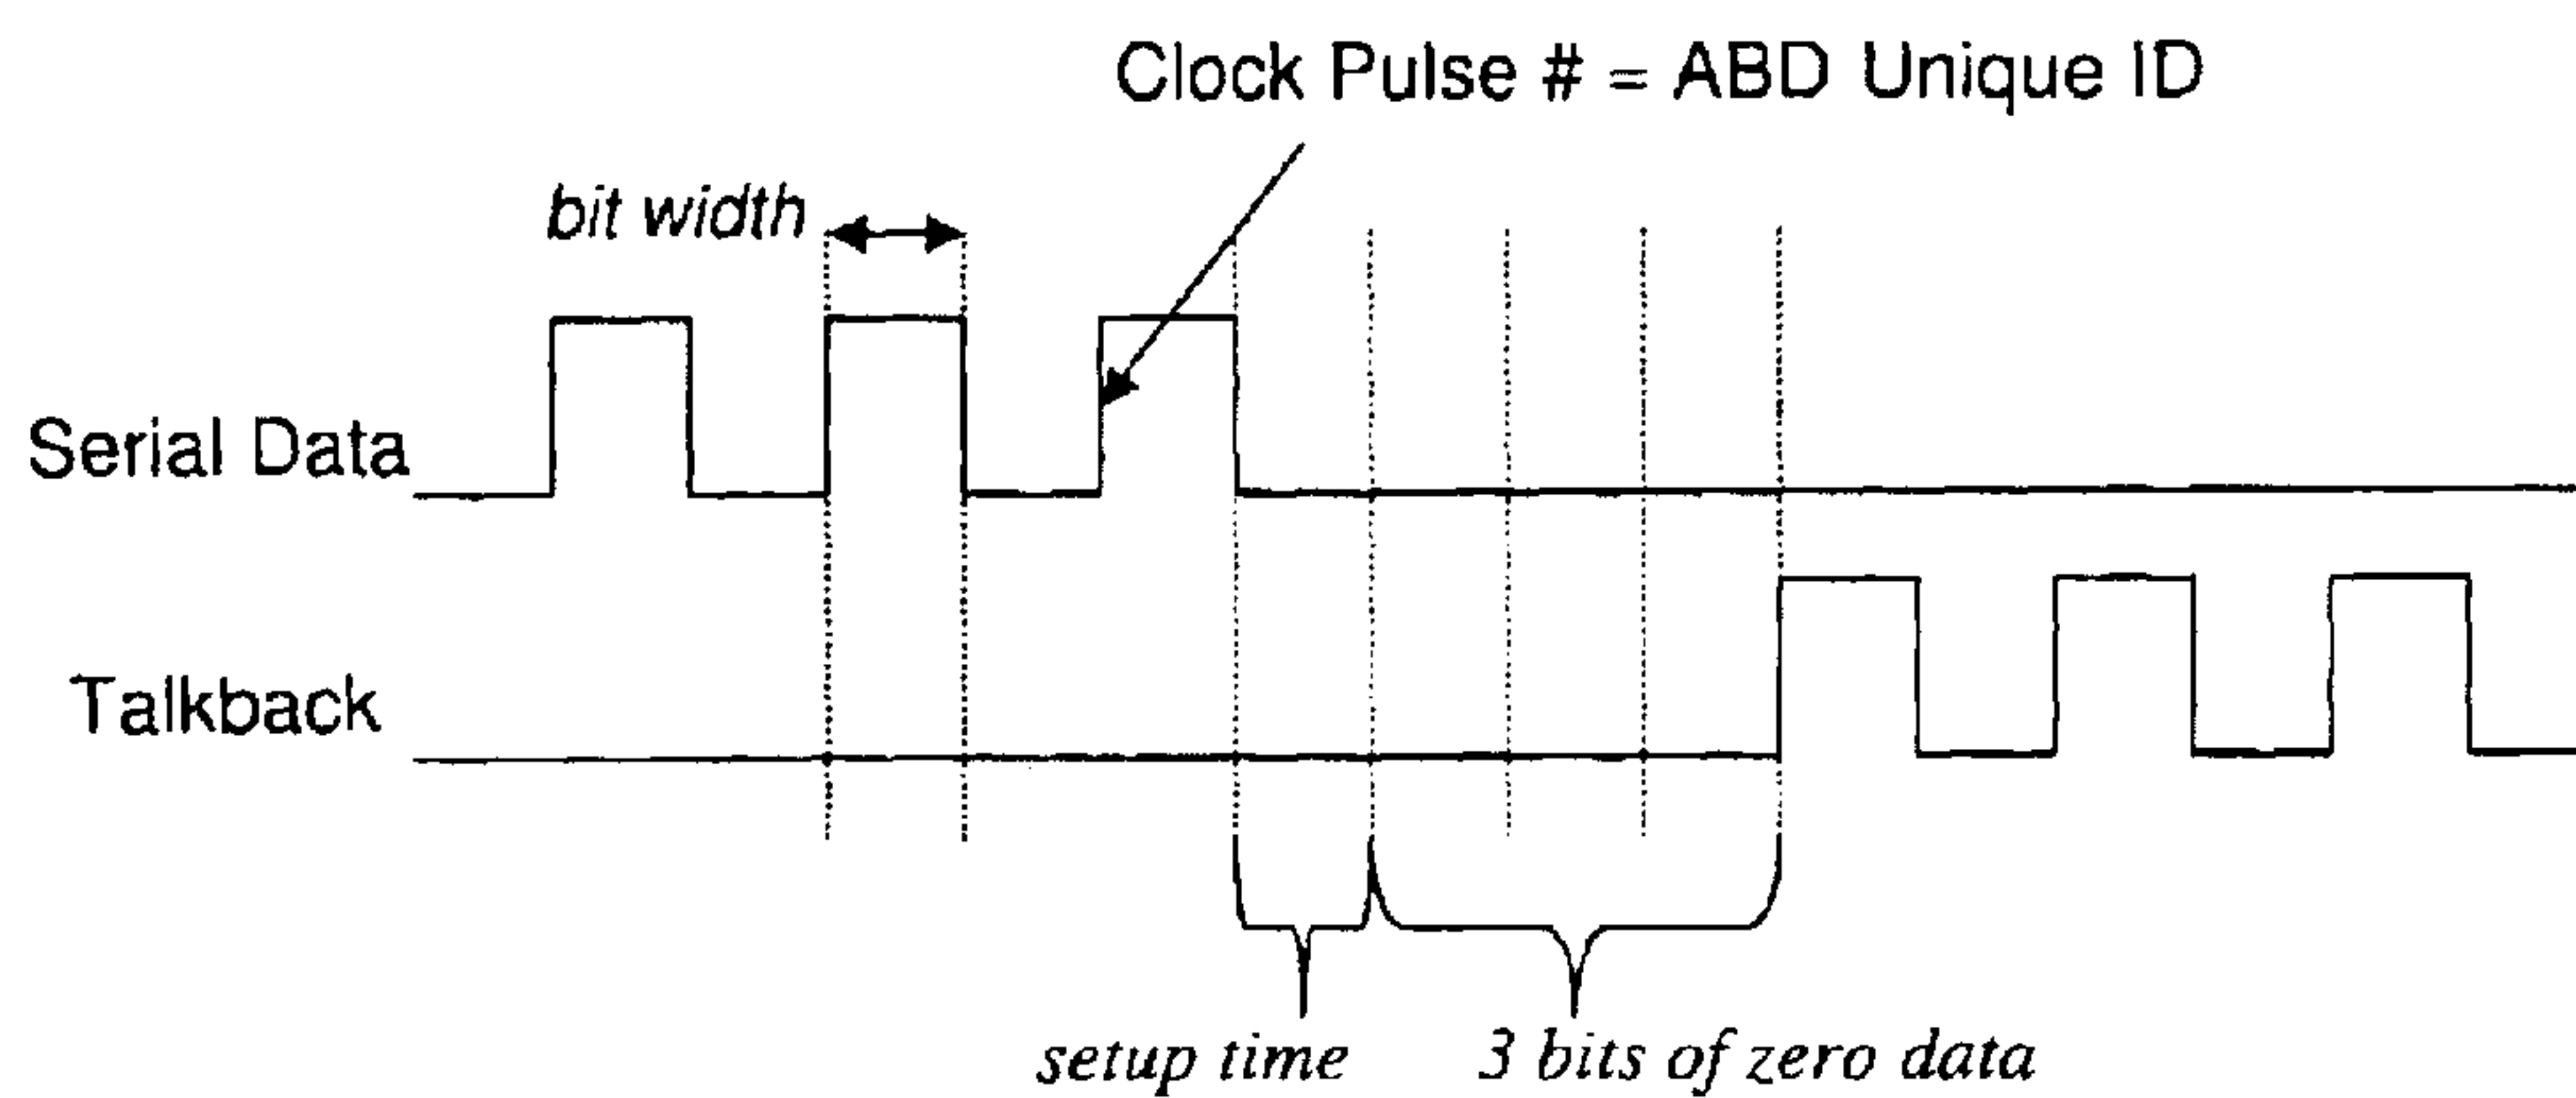 Clock Pulse # = ABD Unique ID
bit width
Serial Data
Talkback
setup time
3 bits of zero data